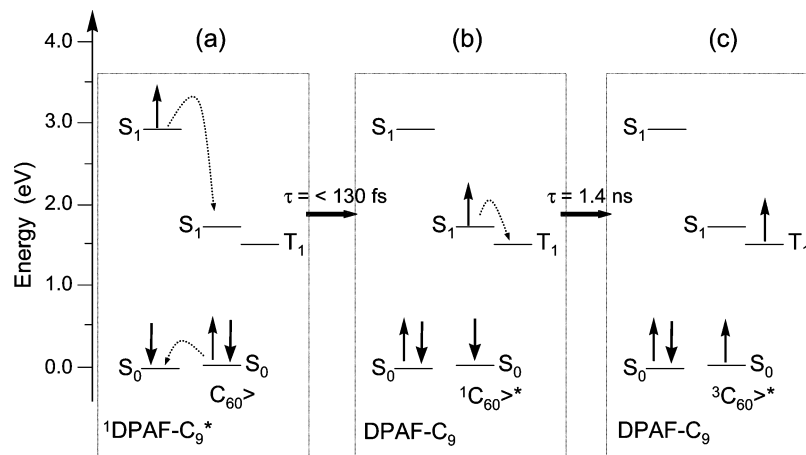 (a) (b) (c)
Energy (eV)
4.0
3.0
2.0
1.0
0.0
S₁
S₁
T₁
S₀
S₀
C₆₀>
¹DPAF-C₉*
τ = < 130 fs
S₁
S₁
T₁
S₀
S₀
¹C₆₀>*
DPAF-C₉
τ = 1.4 ns
S₁
S₁
T₁
S₀
S₀
³C₆₀>*
DPAF-C₉